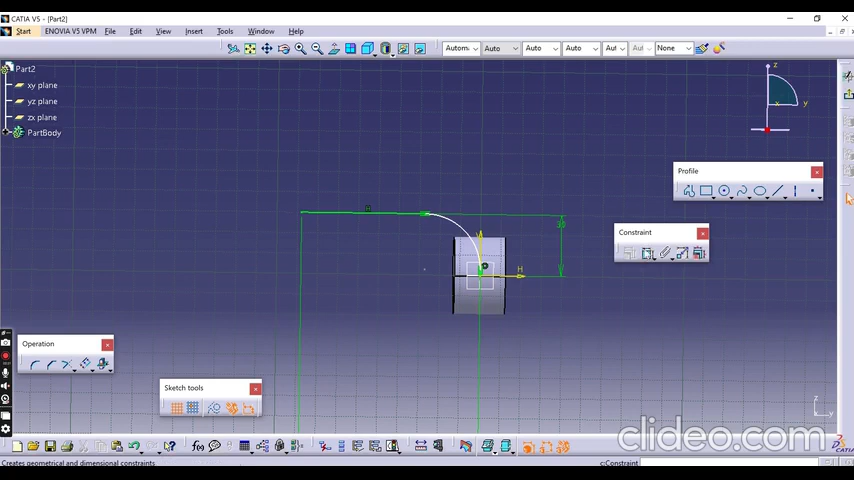 CATIA V5 - [Part2]
Start
ENOVIA V5 VPM
File
Edit
View
Insert
Tools
Window
Help
Automa
Auto
Auto
Auto
Aut
Aut
None
Part2
xy plane
yz plane
zx plane
PartBody
z
x
y
Profile
Constraint
H
H
V
Operation
Sketch tools
z
y
clideo.com
CATIA
Creates geometrical and dimensional constraints
c:Constraint